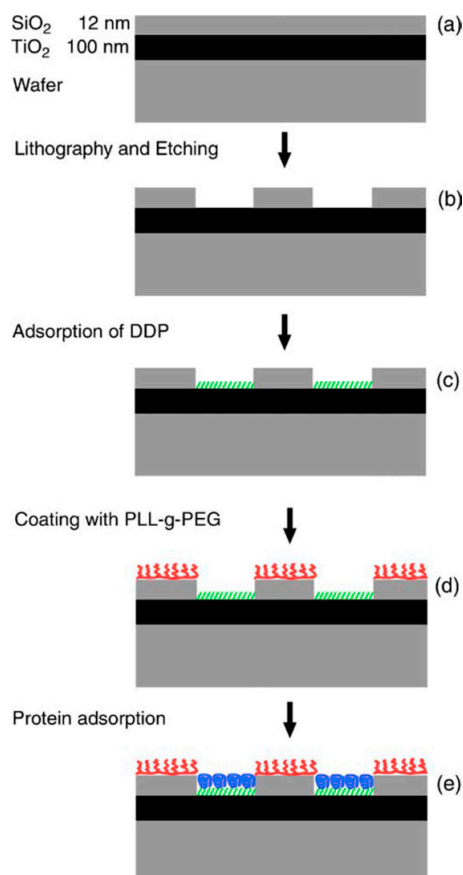 SiO₂ 12 nm
(a)
TiO₂ 100 nm
Wafer
Lithography and Etching
(b)
Adsorption of DDP
(c)
Coating with PLL-g-PEG
(d)
Protein adsorption
(e)